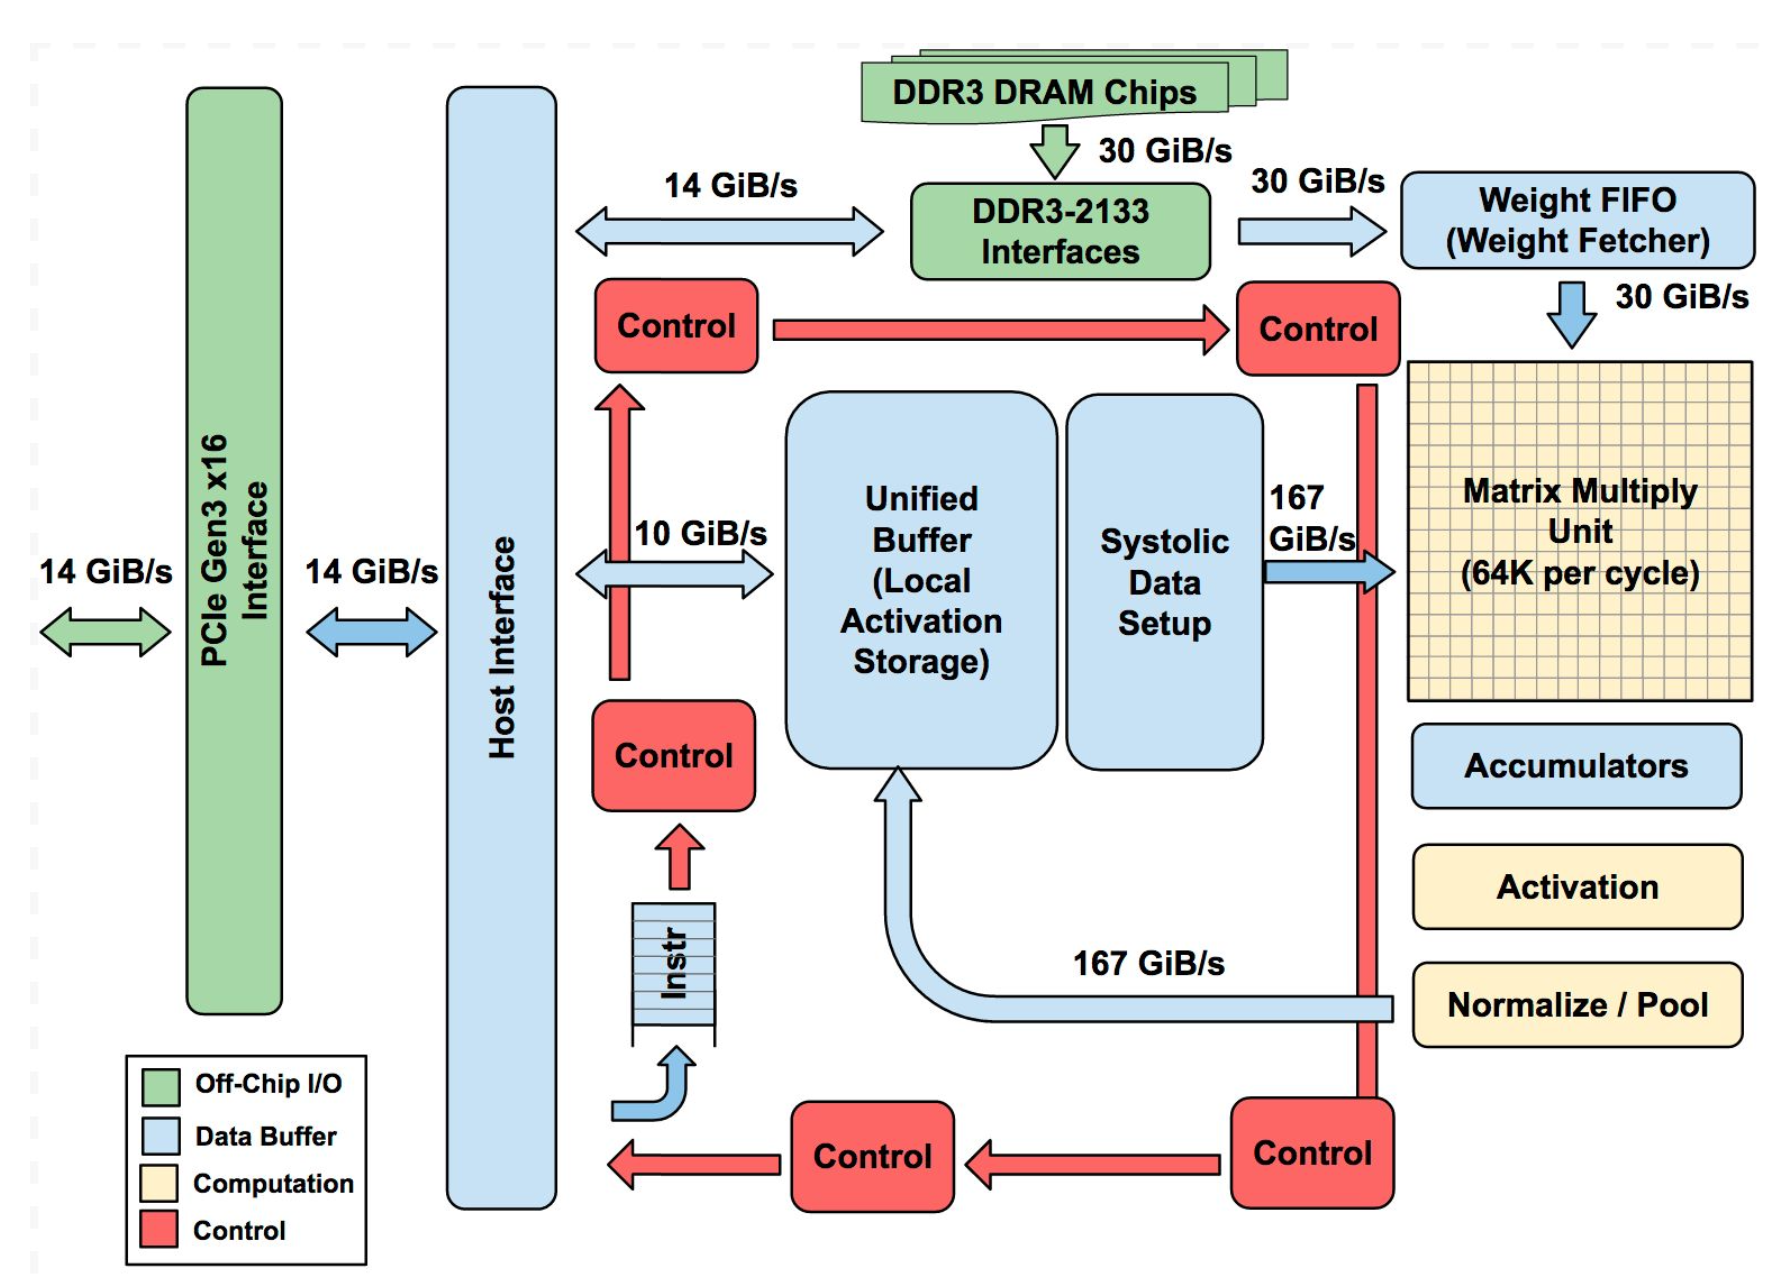 DDR3 DRAM Chips
30 GiB/s
14 GiB/s
DDR3-2133
Interfaces
30 GiB/s
Weight FIFO
(Weight Fetcher)
30 GiB/s
Control
Control
PCIe Gen3 x16
Interface
14 GiB/s
14 GiB/s
Host Interface
10 GiB/s
Unified
Buffer
(Local
Activation
Storage)
Systolic
Data
Setup
167
GiB/s
Matrix Multiply
Unit
(64K per cycle)
Control
Accumulators
Activation
Instr
167 GiB/s
Normalize / Pool
Control
Control
Off-Chip I/O
Data Buffer
Computation
Control